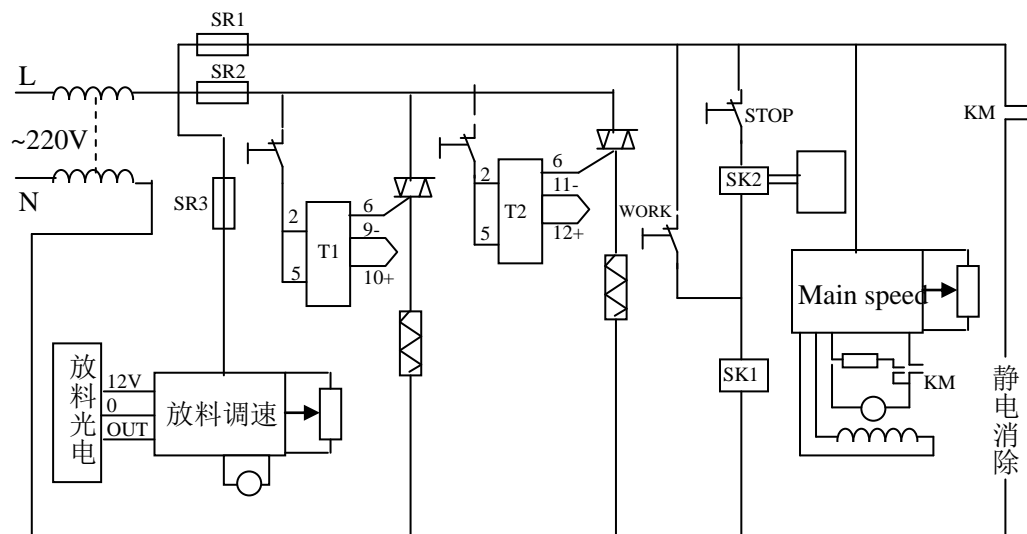 SR1
SR2
L
~220V
N
SR3
STOP
KM
SK2
2
6
11-
T2
5
12+
WORK
2
6
9-
T1
5
10+
Main speed
放料光电
12V
0
OUT
放料调速
SK1
KM
静电消除